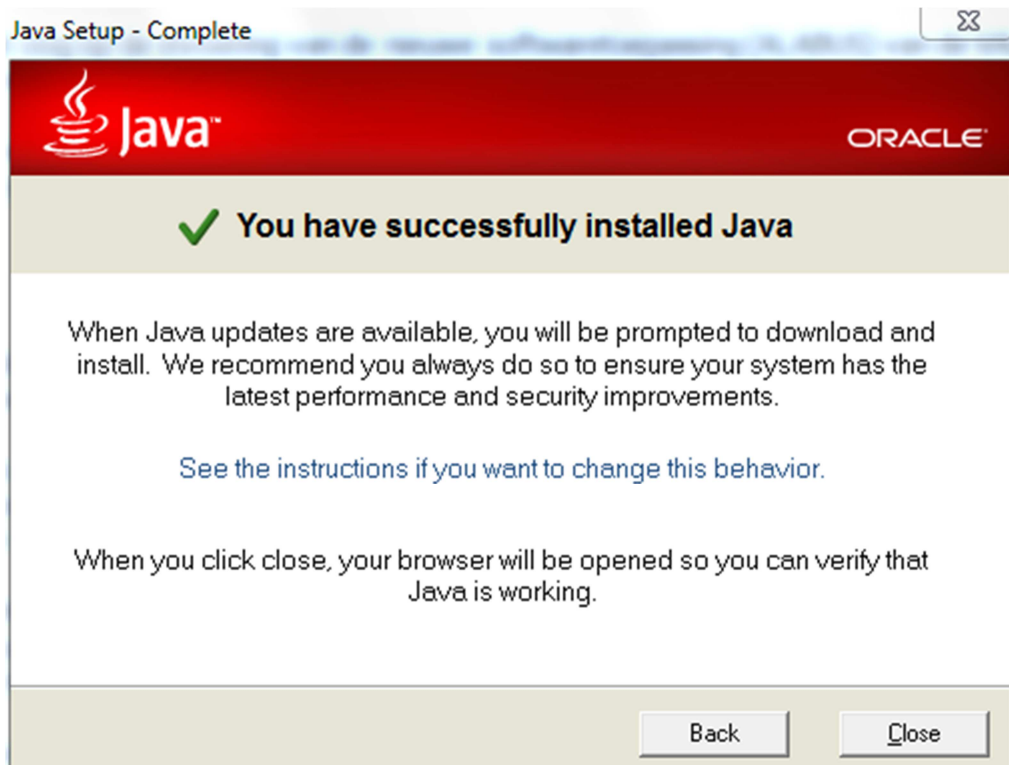 Java Setup - Complete
Java™
ORACLE
You have successfully installed Java
When Java updates are available, you will be prompted to download and
install. We recommend you always do so to ensure your system has the
latest performance and security improvements.
See the instructions if you want to change this behavior.
When you click close, your browser will be opened so you can verify that
Java is working.
Back
Close